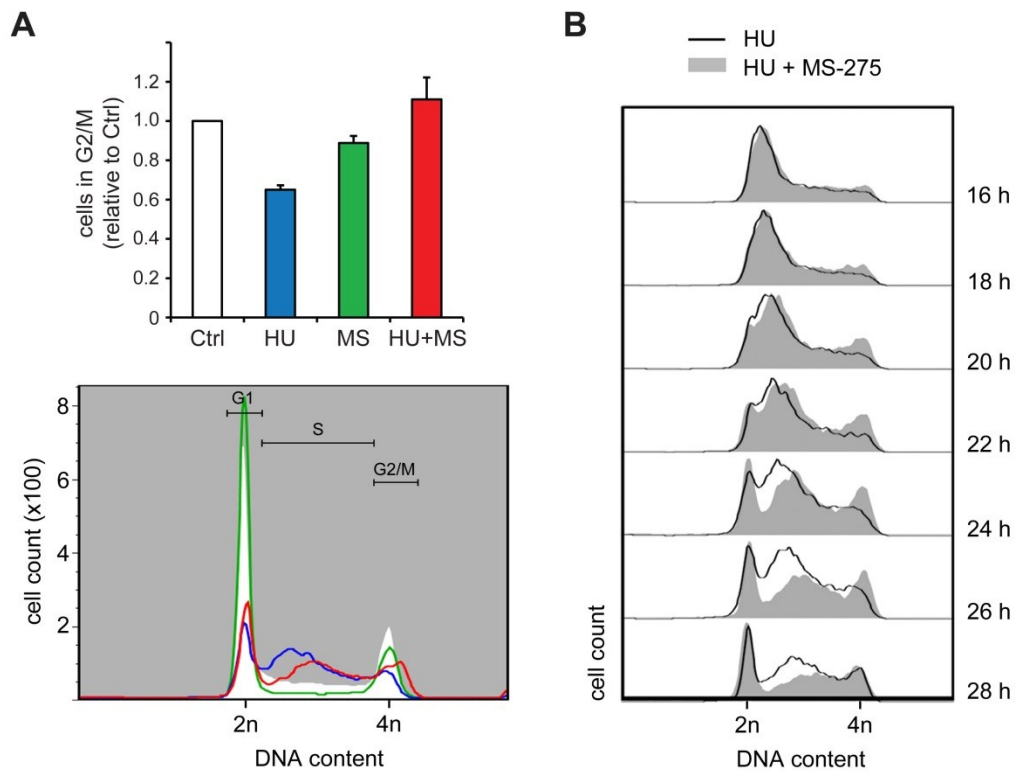 A
cells in G2/M
(relative to Ctrl)
1.2
1.0
0.8
0.6
0.4
0.2
0
Ctrl HU MS HU+MS
cell count (x100)
8
6
4
2
G1
S
G2/M
2n 4n
DNA content
B
HU
HU + MS-275
16 h
18 h
20 h
22 h
24 h
26 h
28 h
cell count
2n 4n
DNA content